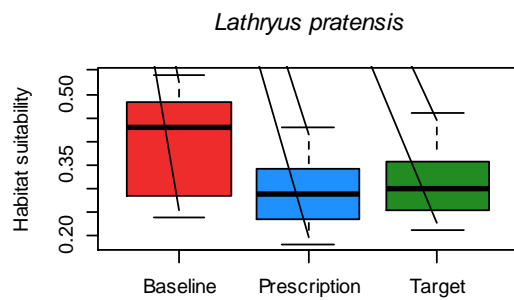 Lathryus pratensis
Habitat suitability
0.50
0.35
0.20
Baseline Prescription Target